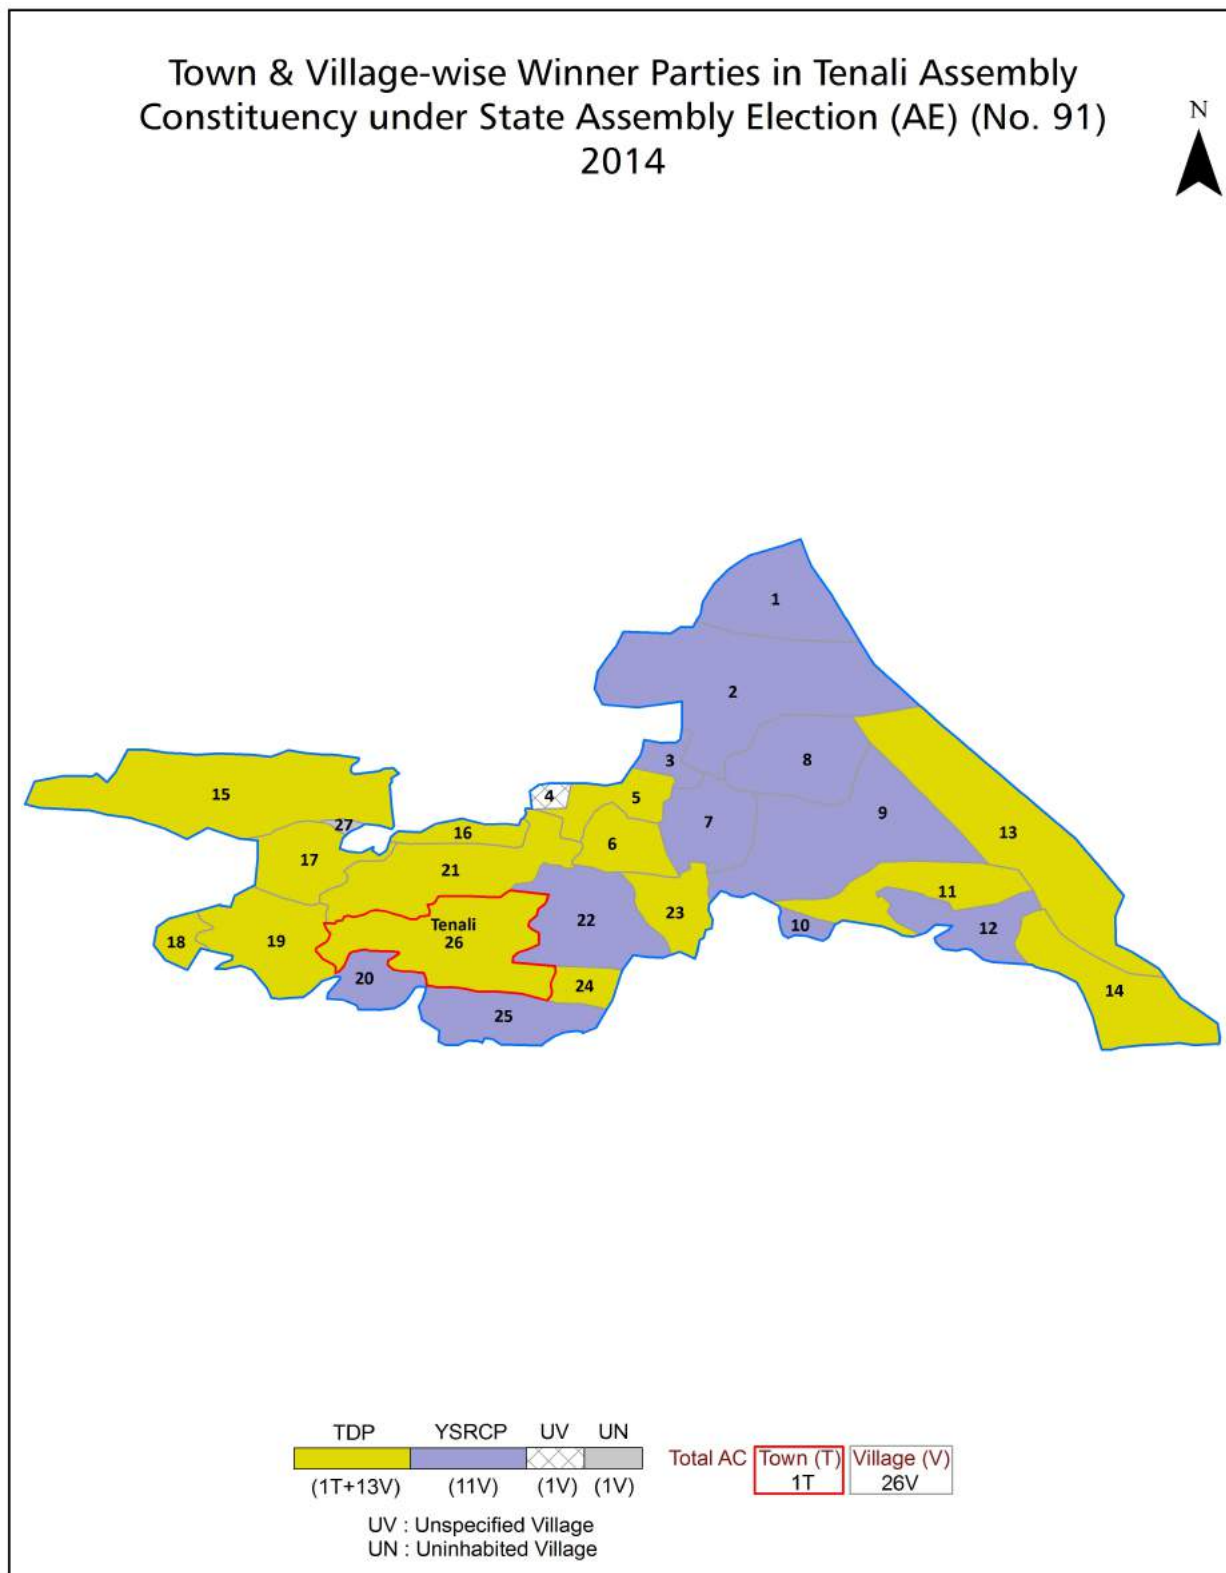 Town & Village-wise Winner Parties in Tenali Assembly
Constituency under State Assembly Election (AE) (No. 91)
2014
N
1
2
3
8
4
5
15
7
9
27
16
6
13
17
21
11
22
23
Tenali
26
10
12
18
19
20
24
14
25
TDP YSRCP UV UN
Total AC Town (T) Village (V)
1T 26V
(1T+13V) (11V) (1V) (1V)
UV : Unspecified Village
UN : Uninhabited Village